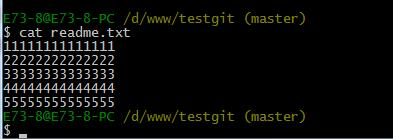 E73-8@E73-8-PC /d/www/testgit (master)
$ cat readme.txt
11111111111111
22222222222222
33333333333333
44444444444444
55555555555555
E73-8@E73-8-PC /d/www/testgit (master)
$